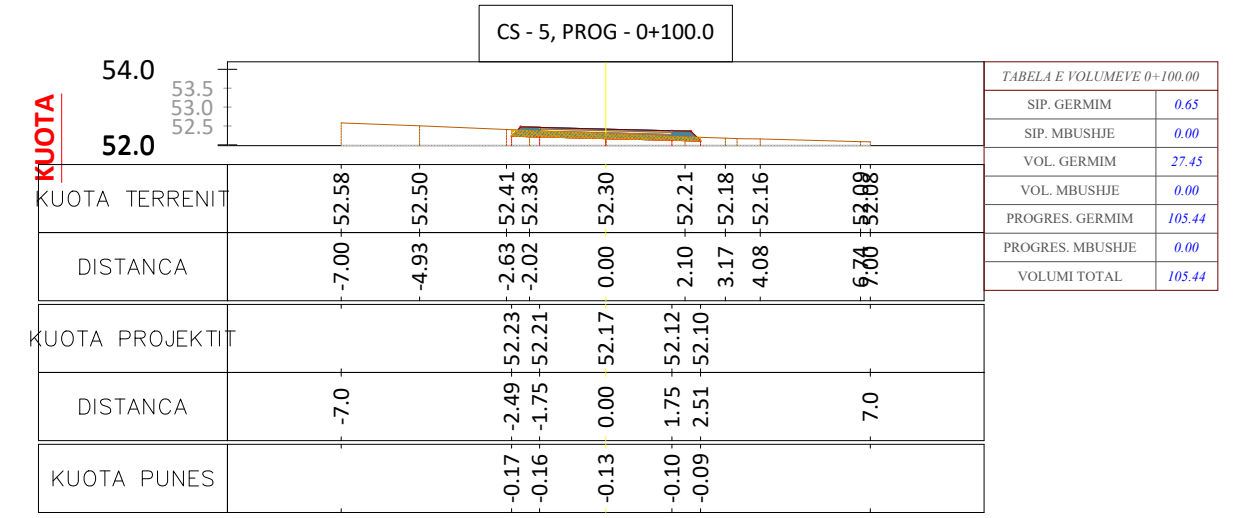 CS - 5, PROG - 0+100.0
KUOTA
54.0
53.5
53.0
52.5
52.0
KUOTA TERRENIT 52.58 52.50 52.41 52.38 52.30 52.21 52.18 52.16 52.09 52.08
DISTANCA -7.00 -4.93 -2.63 -2.02 0.00 2.10 3.17 4.08 6.74 7.00
KUOTA PROJEKTIT 52.23 52.21 52.17 52.12 52.10
DISTANCA -7.0 -2.49 -1.75 0.00 1.75 2.51 7.0
KUOTA PUNES -0.17 -0.16 -0.13 -0.10 -0.09
TABELA E VOLUMEVE 0+100.00
SIP. GERMIM 0.65
SIP. MBUSHJE 0.00
VOL. GERMIM 27.45
VOL. MBUSHJE 0.00
PROGRES. GERMIM 105.44
PROGRES. MBUSHJE 0.00
VOLUMI TOTAL 105.44